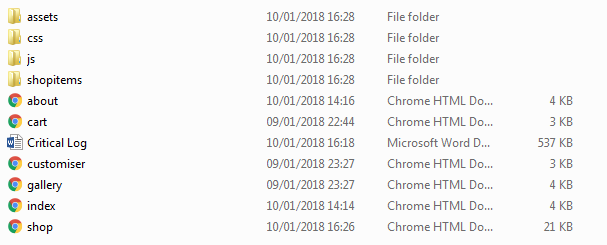 assets 10/01/2018 16:28 File folder
css 10/01/2018 16:28 File folder
js 10/01/2018 16:28 File folder
shopitems 10/01/2018 16:28 File folder
about 10/01/2018 14:16 Chrome HTML Do... 4 KB
cart 09/01/2018 22:44 Chrome HTML Do... 3 KB
Critical Log 10/01/2018 16:18 Microsoft Word D... 537 KB
customiser 09/01/2018 23:27 Chrome HTML Do... 3 KB
gallery 09/01/2018 23:27 Chrome HTML Do... 4 KB
index 10/01/2018 14:14 Chrome HTML Do... 4 KB
shop 10/01/2018 16:26 Chrome HTML Do... 21 KB